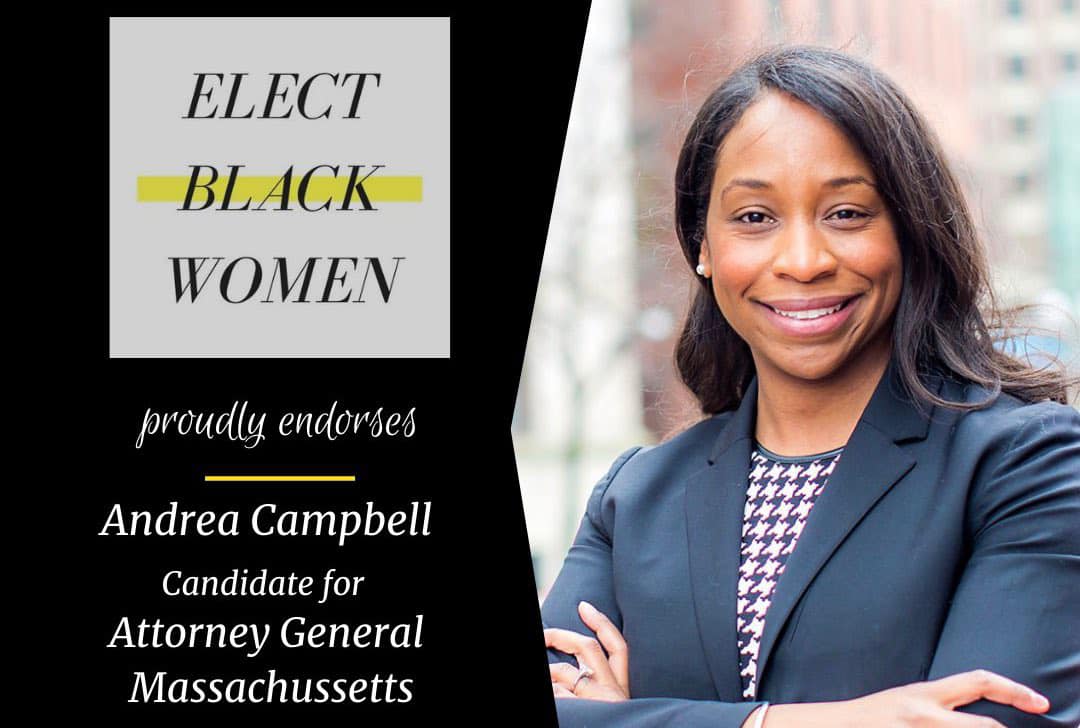 ELECT
BLACK
WOMEN
proudly endorses
Andrea Campbell
Candidate for
Attorney General
Massachussetts